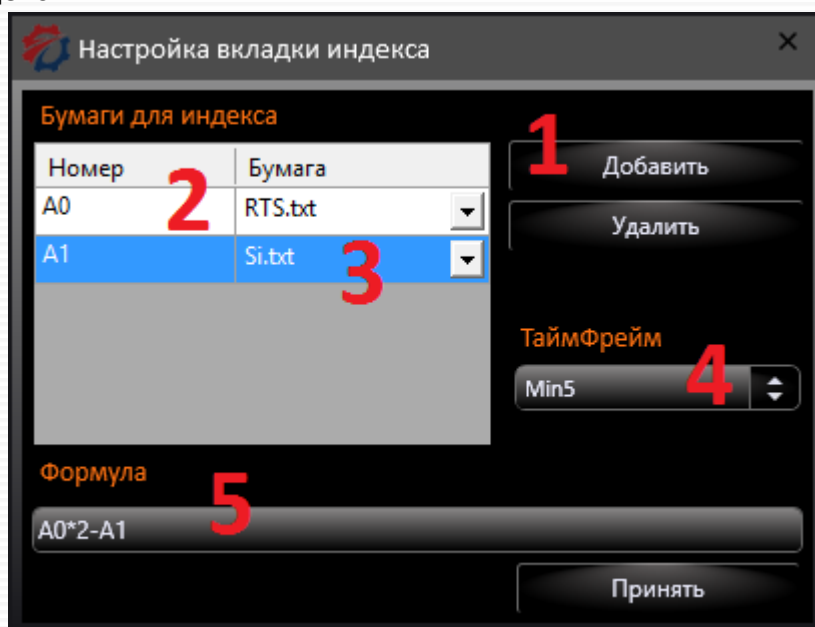 Настройка вкладки индекса
Бумаги для индекса
1
Добавить
Номер Бумага
2
A0 RTS.txt
Удалить
A1 Si.txt
3
ТаймФрейм
4
Min5
Формула
5
A0*2-A1
Принять